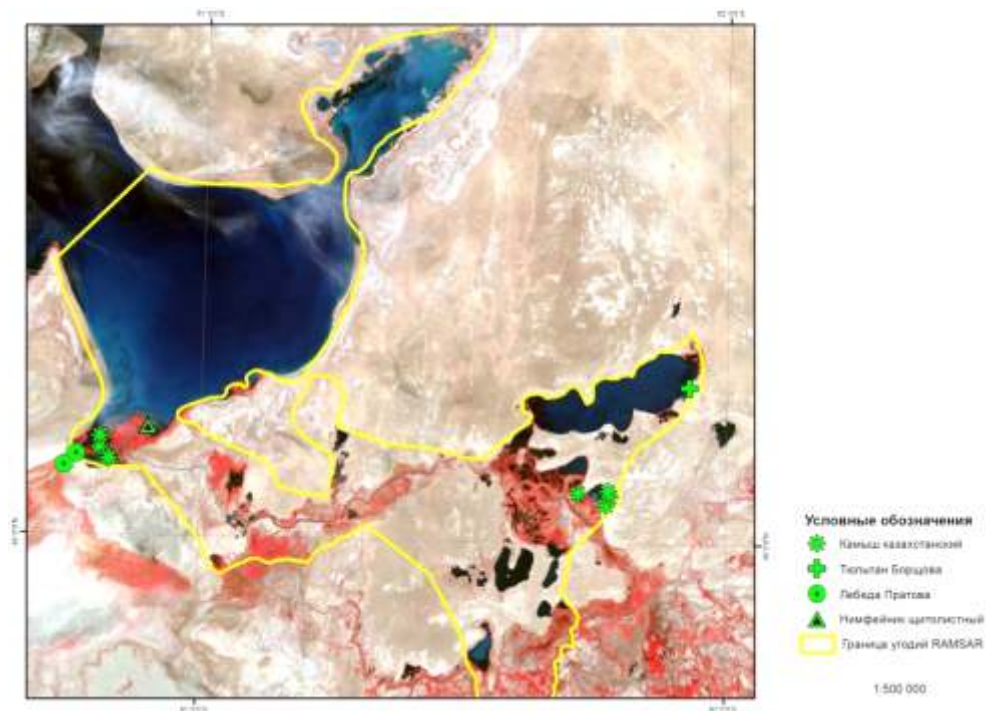 Условные обозначения
Камыш казахстанский
Тюльпан Борщова
Лебеда Пратова
Нимфейник щитолистный
Граница угодий RAMSAR
1:500 000